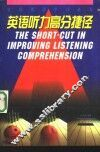 英语听力高分捷径
THE SHORT-CUT IN
IMPROVING LISTENING
COMPREHENSION